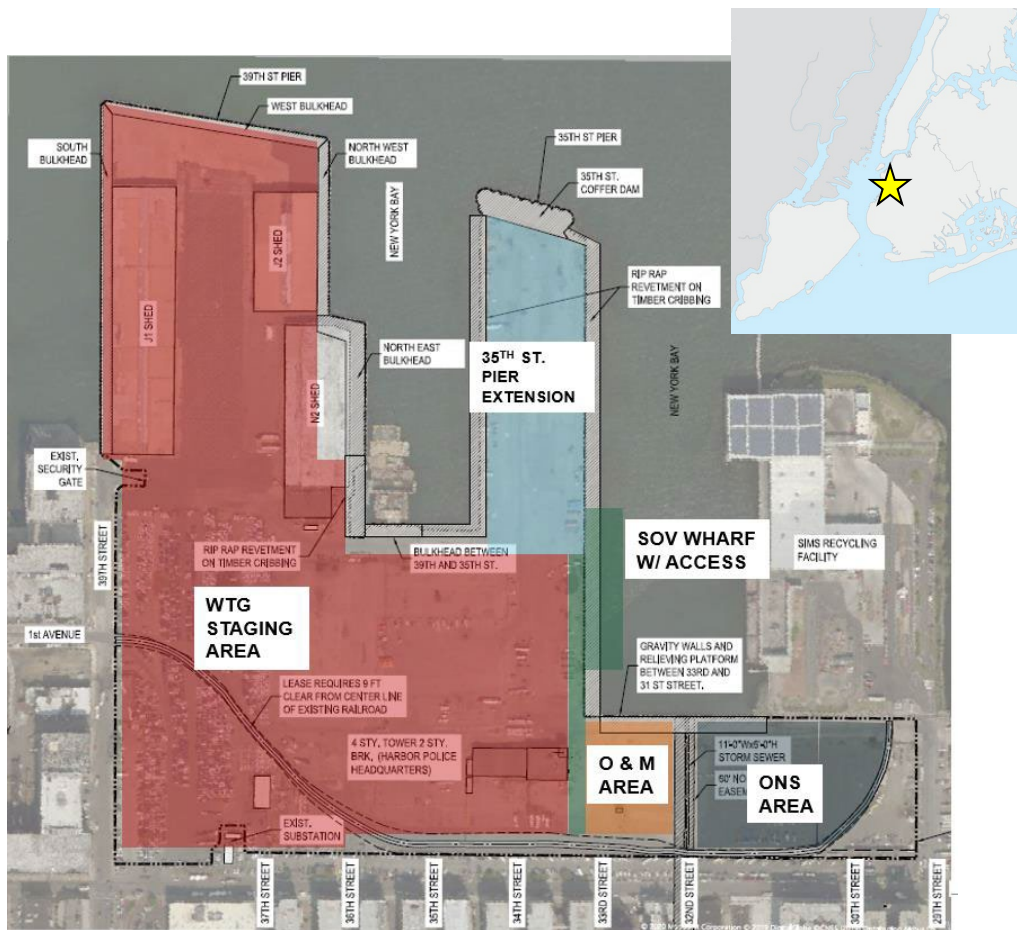 39TH ST PIER
WEST BULKHEAD
SOUTH
BULKHEAD
NORTH WEST
BULKHEAD
NEW YORK BAY
35TH ST PIER
35TH ST.
COFFER DAM
J2 SHED
J1 SHED
RIP RAP
REVETMENT ON
TIMBER CRIBBING
NORTH EAST
BULKHEAD
35TH ST.
PIER
EXTENSION
NEW YORK BAY
N2 SHED
EXIST.
SECURITY
GATE
39TH STREET
RIP RAP REVETMENT
ON TIMBER CRIBBING
BULKHEAD BETWEEN
39TH AND 35TH ST.
SOV WHARF
W/ ACCESS
SIMS RECYCLING
FACILITY
WTG
STAGING
AREA
1st AVENUE
GRAVITY WALLS AND
RELIEVING PLATFORM
BETWEEN 33RD AND
31 ST STREET.
LEASE REQUIRES 9 FT
CLEAR FROM CENTER LINE
OF EXISTING RAILROAD
4 STY. TOWER 2 STY.
BRK. (HARBOR POLICE
HEADQUARTERS)
O & M
AREA
11'-0"Wx6'-0"H
STORM SEWER
60' NO
EASEM
ONS
AREA
EXIST.
SUBSTATION
37TH STREET
36TH STREET
35TH STREET
34TH STREET
33RD STREET
32ND STREET
30TH STREET
29TH STREET